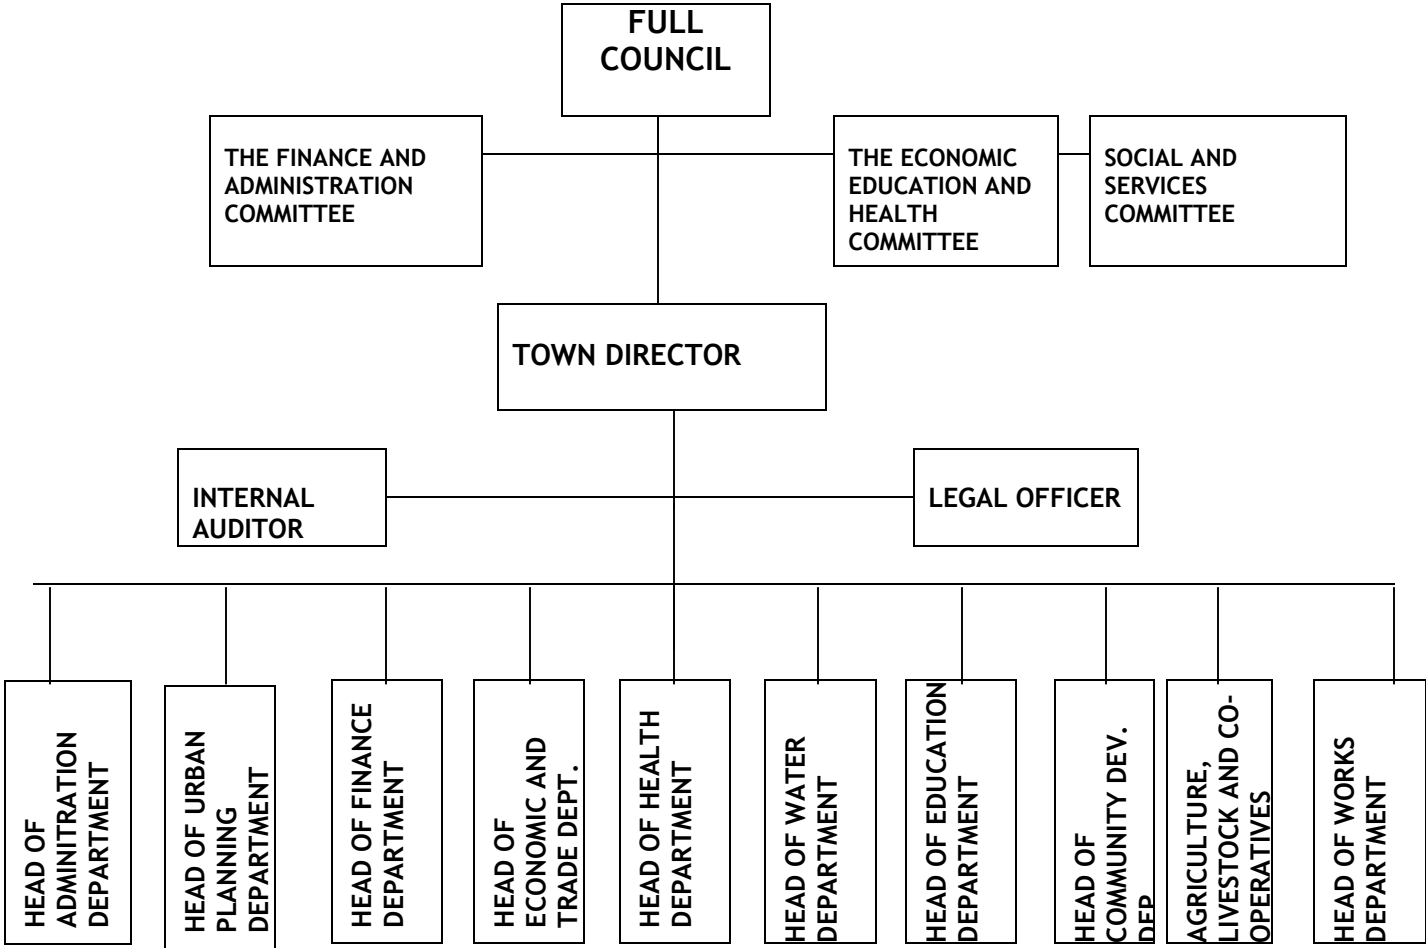 FULL
COUNCIL
THE FINANCE AND
ADMINISTRATION
COMMITTEE
THE ECONOMIC
EDUCATION AND
HEALTH
COMMITTEE
SOCIAL AND
SERVICES
COMMITTEE
TOWN DIRECTOR
INTERNAL
AUDITOR
LEGAL OFFICER
HEAD OF
ADMINITRATION
DEPARTMENT
HEAD OF URBAN
PLANNING
DEPARTMENT
HEAD OF FINANCE
DEPARTMENT
HEAD OF
ECONOMIC AND
TRADE DEPT.
HEAD OF HEALTH
DEPARTMENT
HEAD OF WATER
DEPARTMENT
HEAD OF EDUCATION
DEPARTMENT
HEAD OF
COMMUNITY DEV.
DEP
AGRICULTURE,
LIVESTOCK AND CO-
OPERATIVES
HEAD OF WORKS
DEPARTMENT